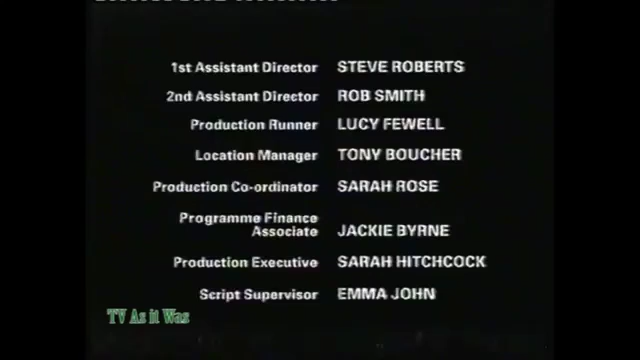 1st Assistant Director STEVE ROBERTS
2nd Assistant Director ROB SMITH
Production Runner LUCY FEWELL
Location Manager TONY BOUCHER
Production Co-ordinator SARAH ROSE
Programme Finance
Associate JACKIE BYRNE
Production Executive SARAH HITCHCOCK
Script Supervisor EMMA JOHN
TV As it Was